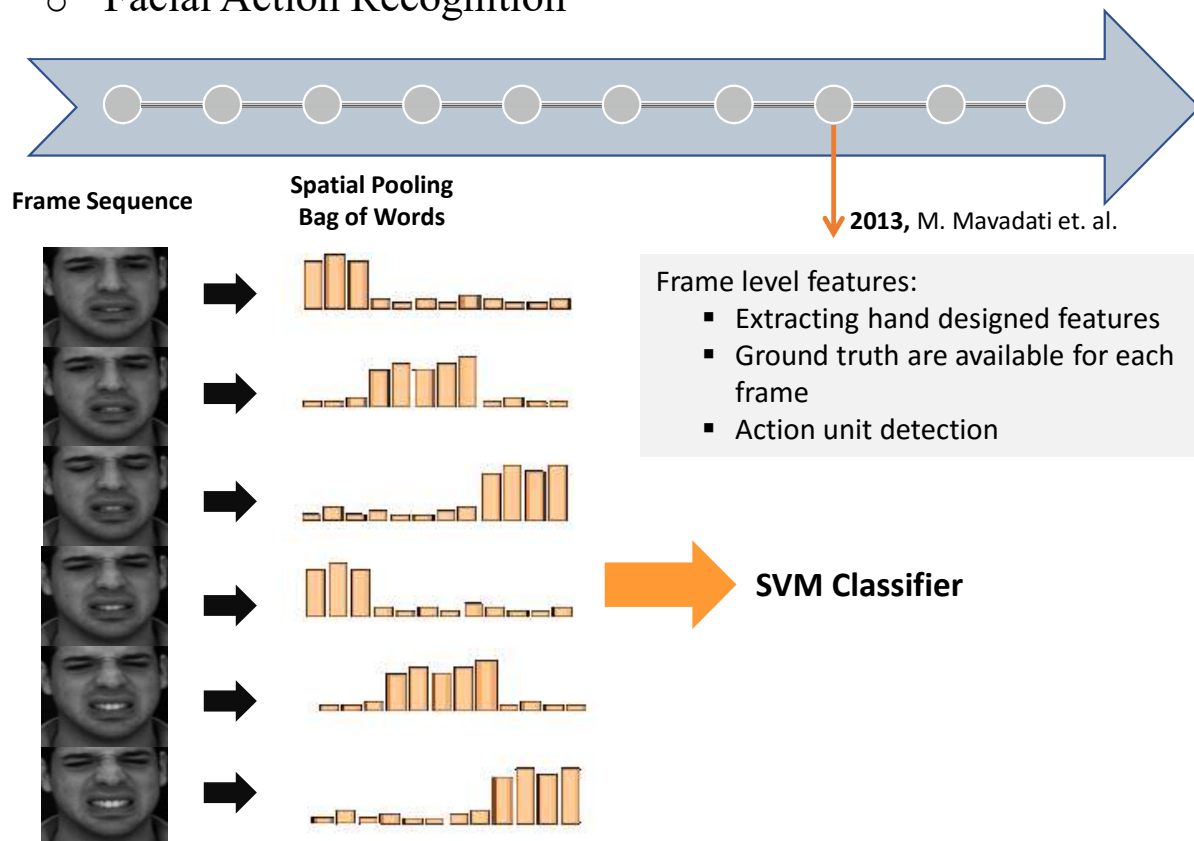 o Facial Action Recognition
Frame Sequence
Spatial Pooling
Bag of Words
2013, M. Mavadati et. al.
Frame level features:
▪ Extracting hand designed features
▪ Ground truth are available for each
frame
▪ Action unit detection
SVM Classifier